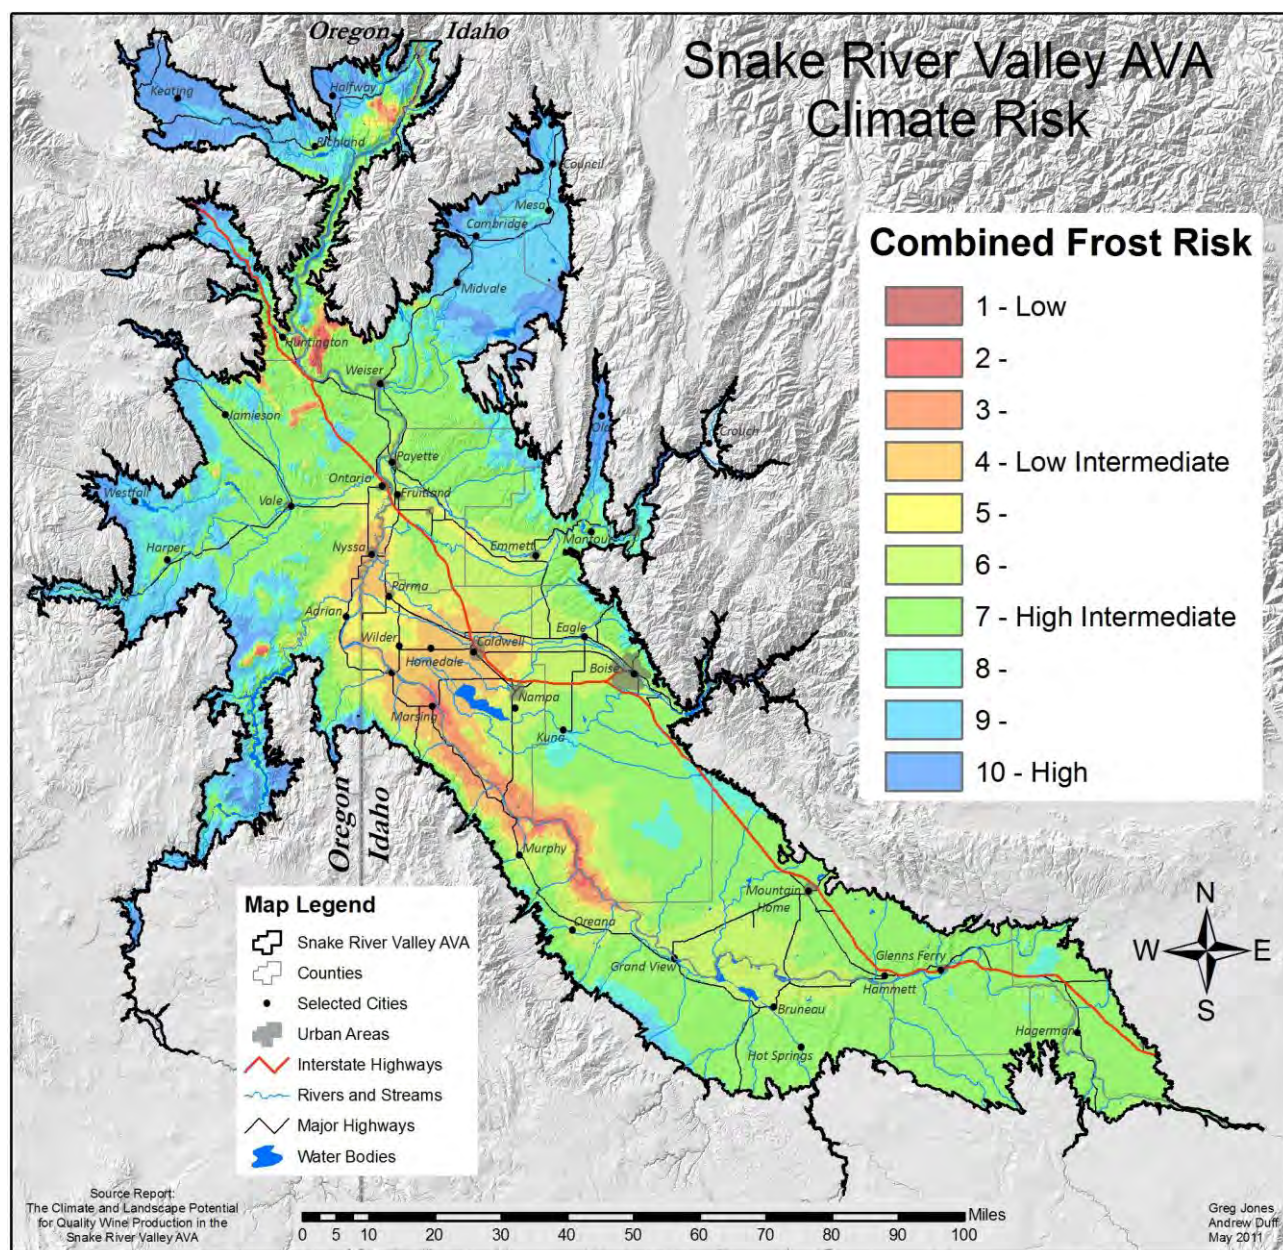 Oregon
Idaho
Snake River Valley AVA
Climate Risk
Keating
Halfway
Richland
Council
Mesa
Cambridge
Midvale
Huntington
Weiser
Jamieson
Ola
Crouch
Payette
Ontario
Fruitland
Westfall
Vale
Harper
Nyssa
Emmett
Montour
Parma
Adrian
Wilder
Caldwell
Eagle
Homedale
Boise
Marsing
Nampa
Kuna
Oregon
Idaho
Murphy
Mountain
Home
Oreana
Grand View
Glenns Ferry
Hammett
Bruneau
Hagerman
Hot Springs
Combined Frost Risk
1 - Low
2 -
3 -
4 - Low Intermediate
5 -
6 -
7 - High Intermediate
8 -
9 -
10 - High
N
W
E
S
Map Legend
Snake River Valley AVA
Counties
Selected Cities
Urban Areas
Interstate Highways
Rivers and Streams
Major Highways
Water Bodies
Source Report:
The Climate and Landscape Potential
for Quality Wine Production in the
Snake River Valley AVA
Miles
0 5 10 20 30 40 50 60 70 80 90 100
Greg Jones
Andrew Duff
May 2011